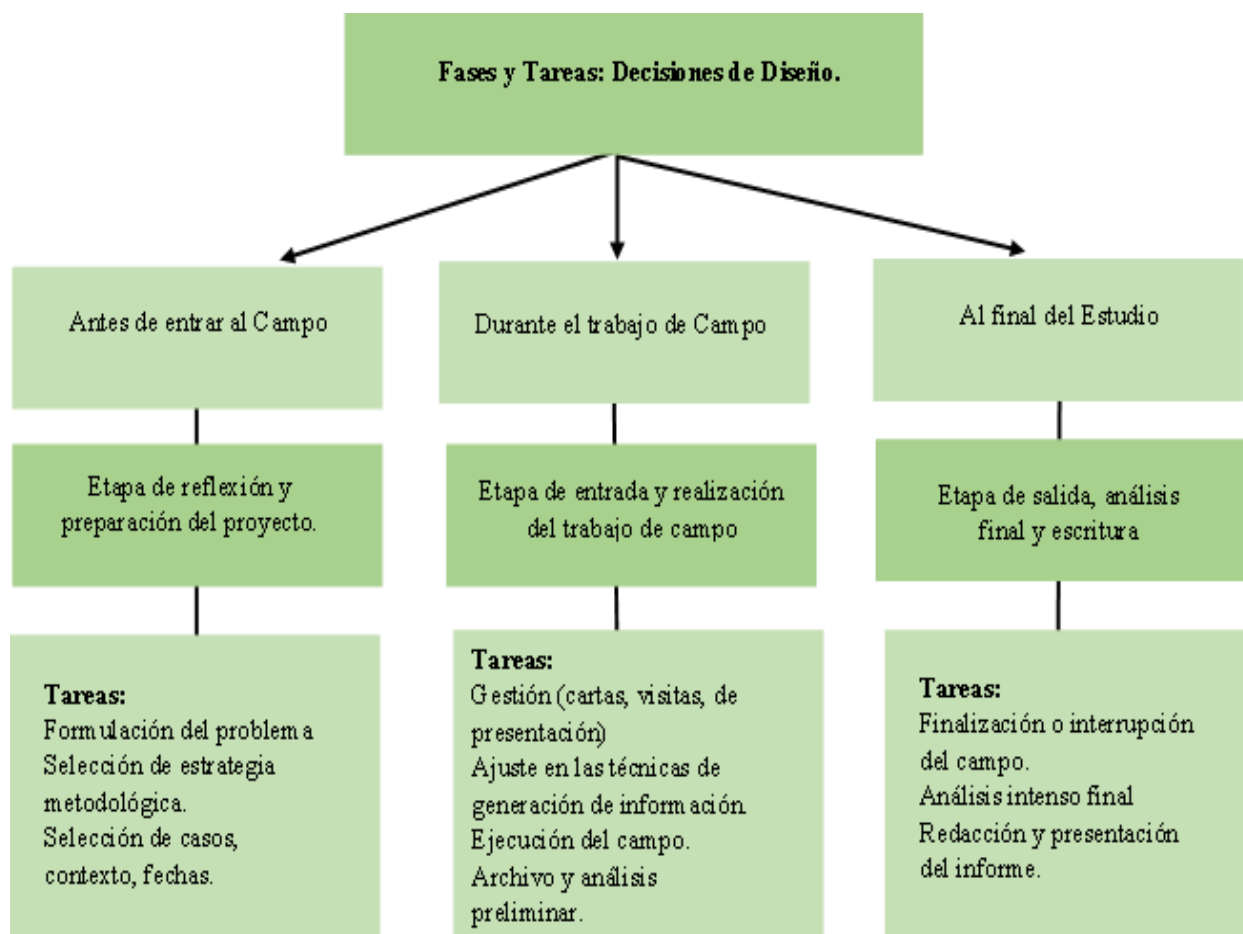 Fases y Tareas: Decisiones de Diseño.
Antes de entrar al Campo
Durante el trabajo de Campo
Al final del Estudio
Etapa de reflexión y
preparación del proyecto.
Etapa de entrada y realización
del trabajo de campo
Etapa de salida, análisis
final y escritura
Tareas:
Formulación del problema
Selección de estrategia
metodológica.
Selección de casos,
contexto, fechas.
Tareas:
Gestión (cartas, visitas, de
presentación)
Ajuste en las técnicas de
generación de información
Ejecución del campo.
Archivo y análisis
preliminar.
Tareas:
Finalización o interrupción
del campo.
Análisis intenso final
Redacción y presentación
del informe.